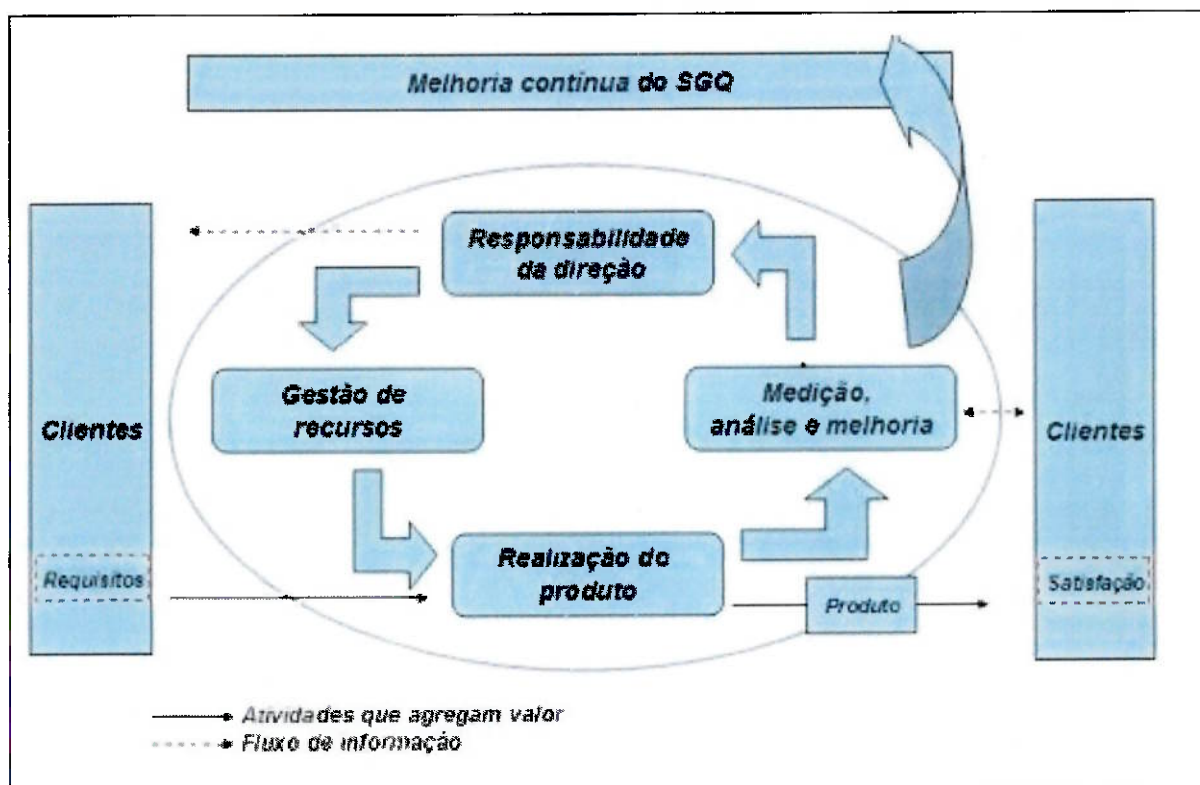 Melhoria contínua do SGQ
Responsabilidade
da direção
Gestão de
recursos
Medição,
análise e melhoria
Clientes
Clientes
Realização do
produto
Requisitos
Satisfação
Produto
Atividades que agregam valor
Fluxo de informação